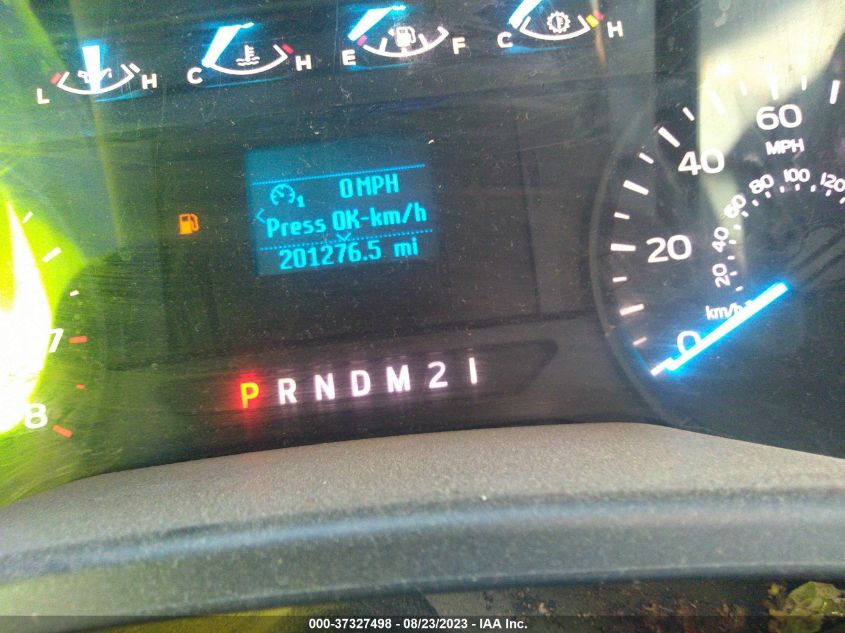 L H
C H
E F
C H
0 MPH
Press OK-km/h
201276.5 mi
7
8
P R N D M 2 1
0 20 40 60
MPH
20 40 60 80 100 120
km/h
000-37327498 - 08/23/2023 - IAA Inc.